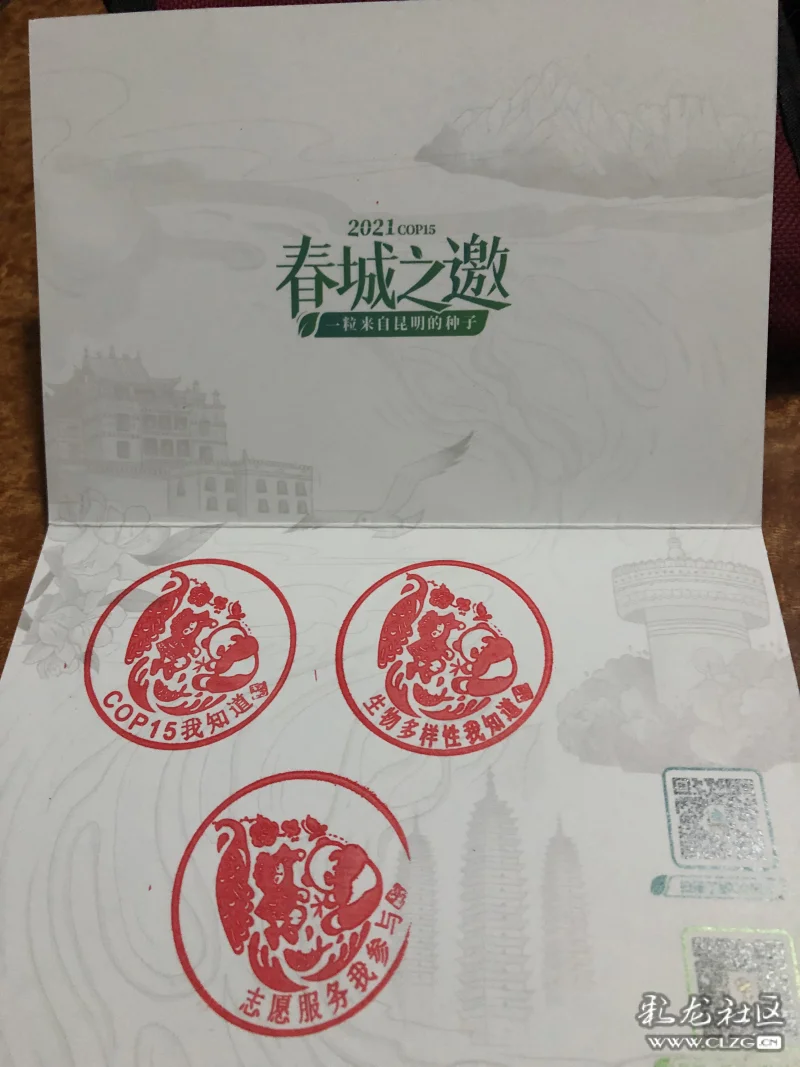 2021 COP15
春城之邀
一粒来自昆明的种子
COP15我知道
生物多样性我知道
志愿服务我参与
彩龙社区
WWW.CLZG.CN